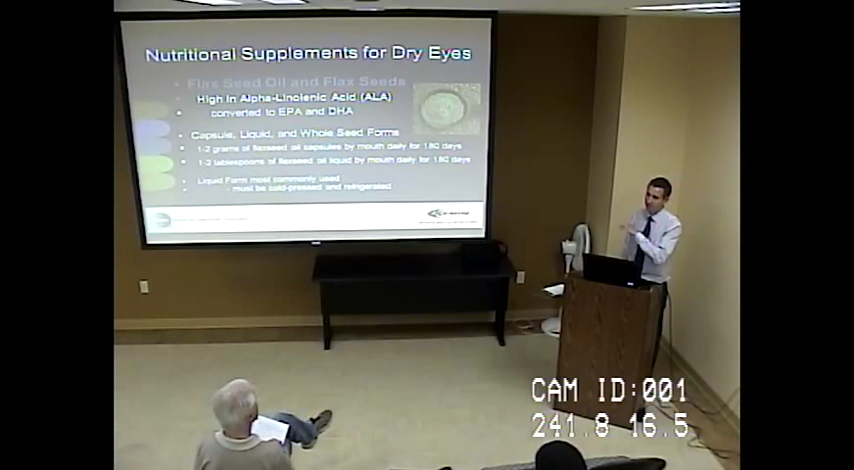 Nutritional Supplements for Dry Eyes
Flax Seed Oil and Flax Seeds
High in Alpha-Linolenic Acid (ALA)
converted to EPA and DHA
Capsule, Liquid, and Whole Seed Forms
1-2 grams of flaxseed oil capsules by mouth daily for 180 days
1-2 tablespoons of flaxseed oil liquid by mouth daily for 180 days
Liquid Form most commonly used
- must be cold-pressed and refrigerated
CAM ID:001
241.8 16.5